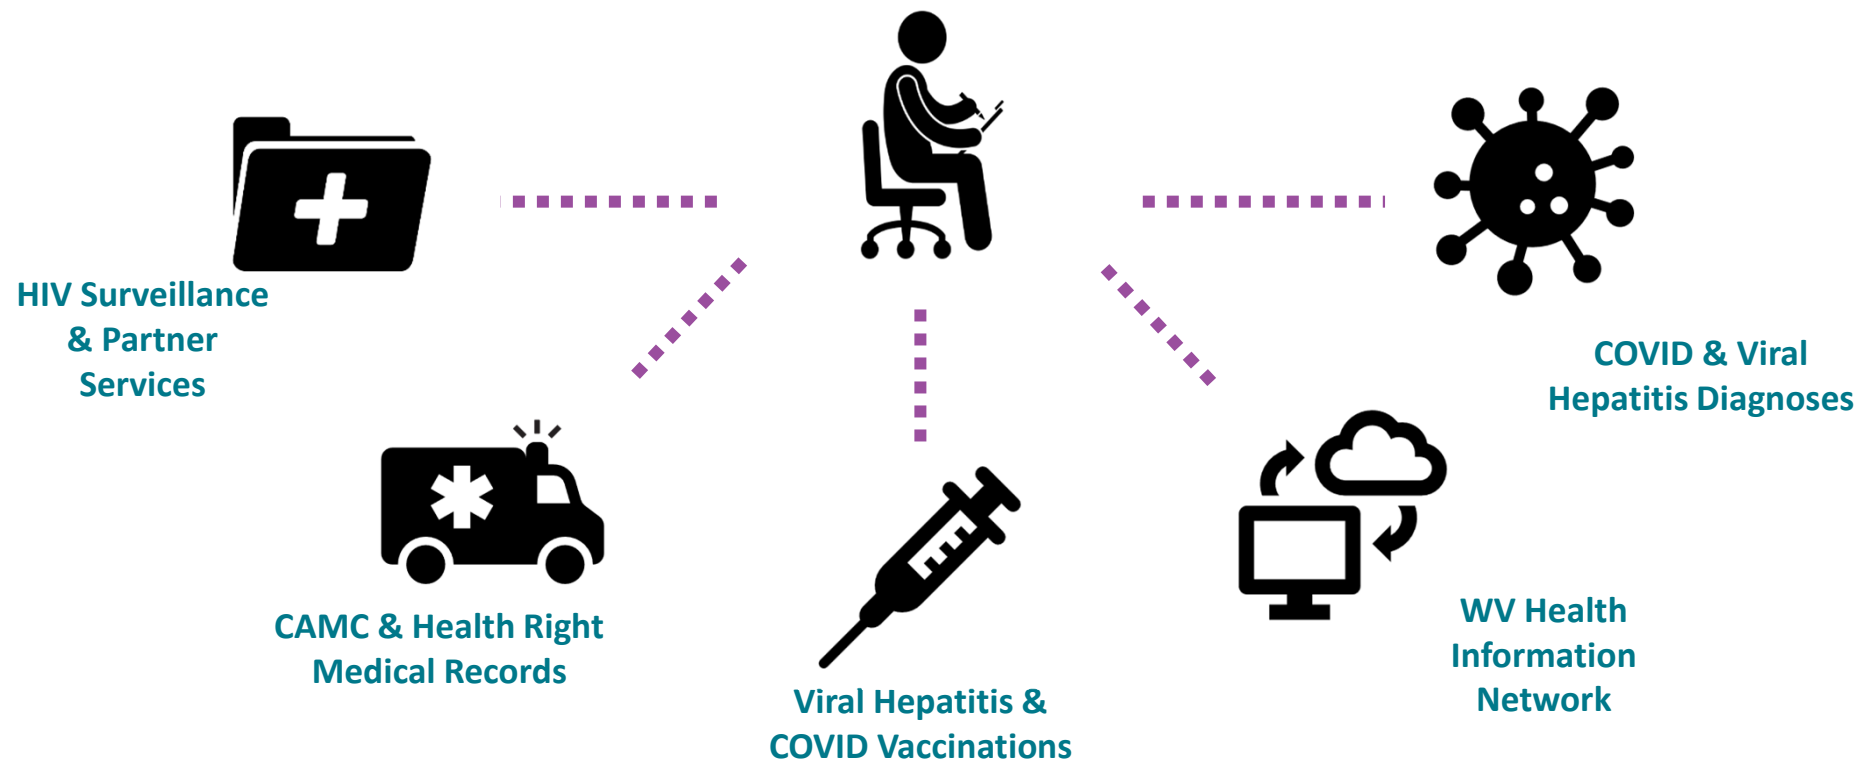 HIV Surveillance
& Partner
Services
CAMC & Health Right
Medical Records
Viral Hepatitis &
COVID Vaccinations
WV Health
Information
Network
COVID & Viral
Hepatitis Diagnoses